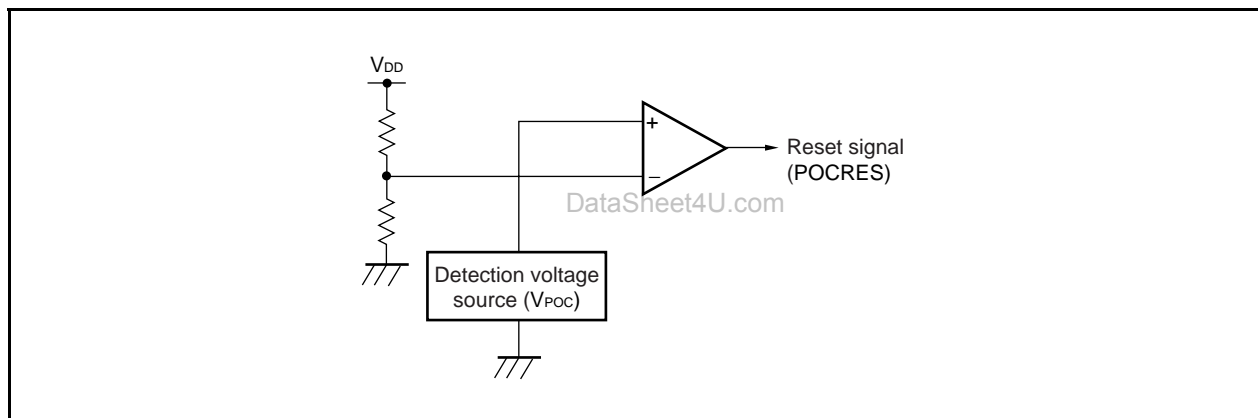 VDD
+
−
Reset signal
(POCRES)
DataSheet4U.com
Detection voltage
source (VPOC)